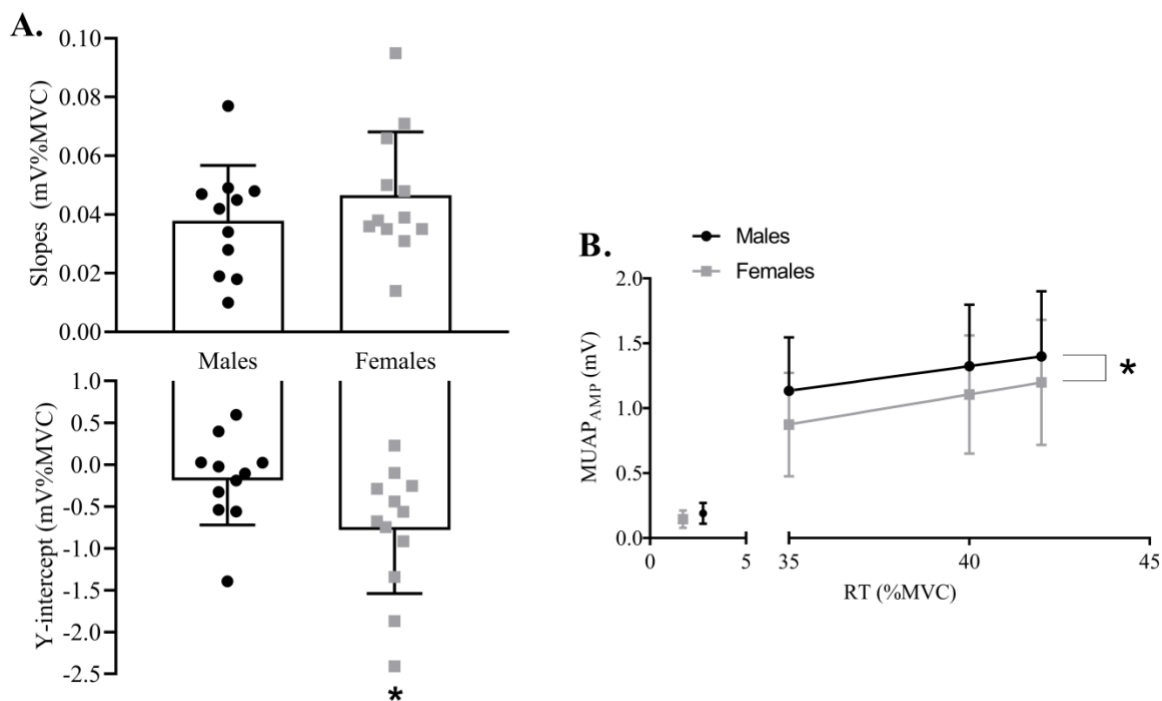 A.
Slopes (mV%MVC)
0.10
0.08
0.06
0.04
0.02
0.00
Males Females
Y-intercept (mV%MVC)
1.0
0.5
0.0
-0.5
-1.0
-1.5
-2.0
-2.5
*
B.
Males
Females
MUAP_AMP (mV)
2.0
1.5
1.0
0.5
0.0
*
0 5 35 40 45
RT (%MVC)